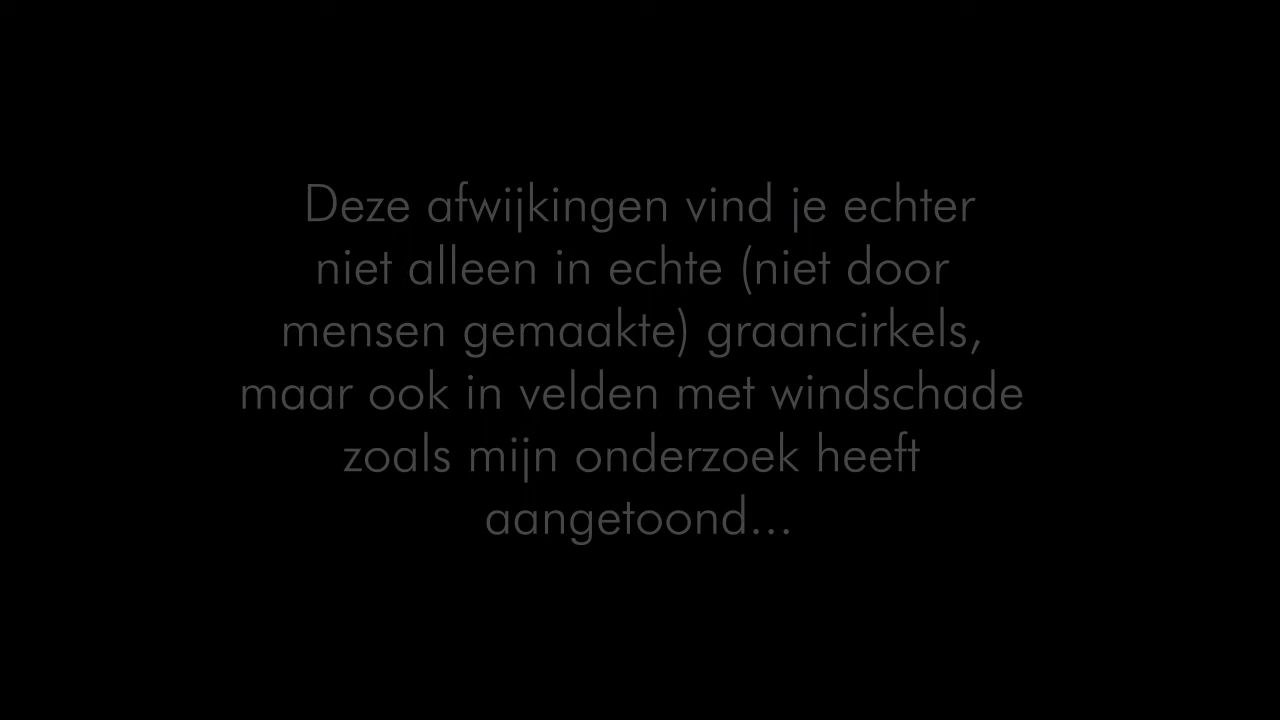 Deze afwijkingen vind je echter
niet alleen in echte (niet door
mensen gemaakte) graancirkels,
maar ook in velden met windschade
zoals mijn onderzoek heeft
aangetoond...